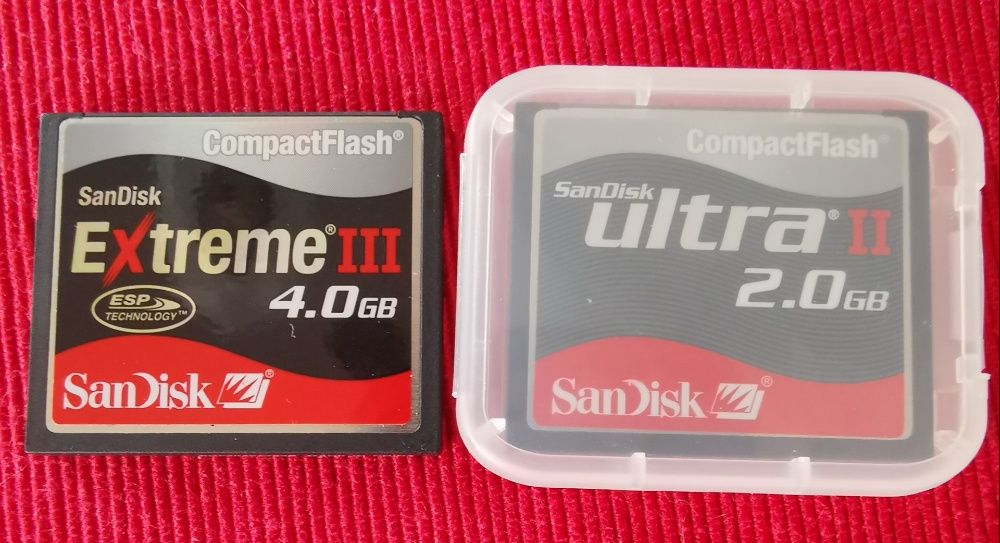 CompactFlash®
SanDisk
Extreme® III
4.0GB
ESP
TECHNOLOGY™
SanDisk ®
CompactFlash®
SanDisk
ultra® II
2.0GB
SanDisk ®